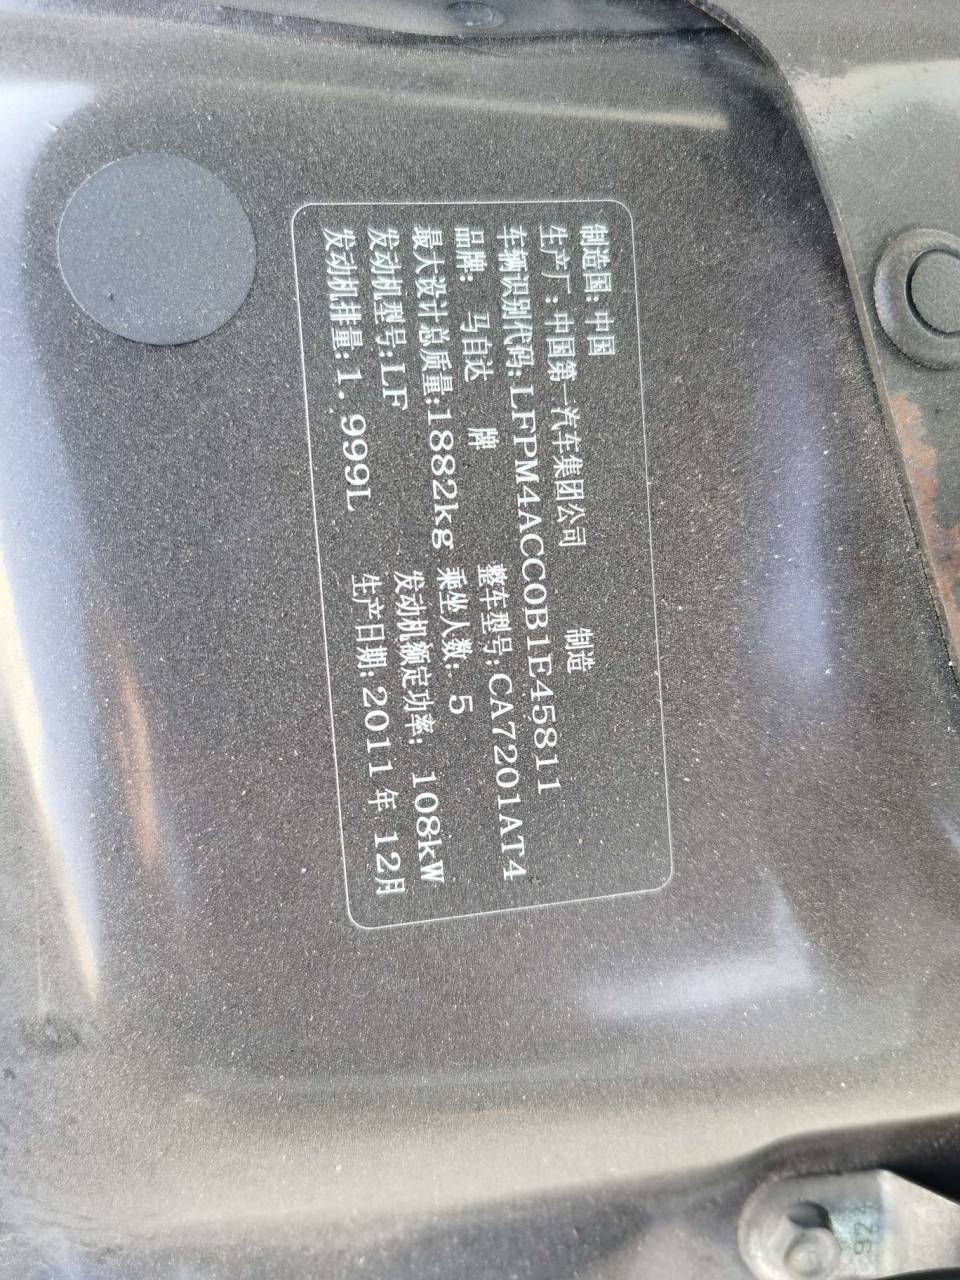 制造国：中国
生产厂：中国第一汽车集团公司 制造
车辆识别代码：LFPM4ACC0B1E45811
品牌： 马自达 牌 整车型号：CA7201AT4
最大设计总质量：1882kg 乘坐人数：5
发动机型号：LF 发动机额定功率：108kW
发动机排量：1.999L 生产日期：2011年 12月